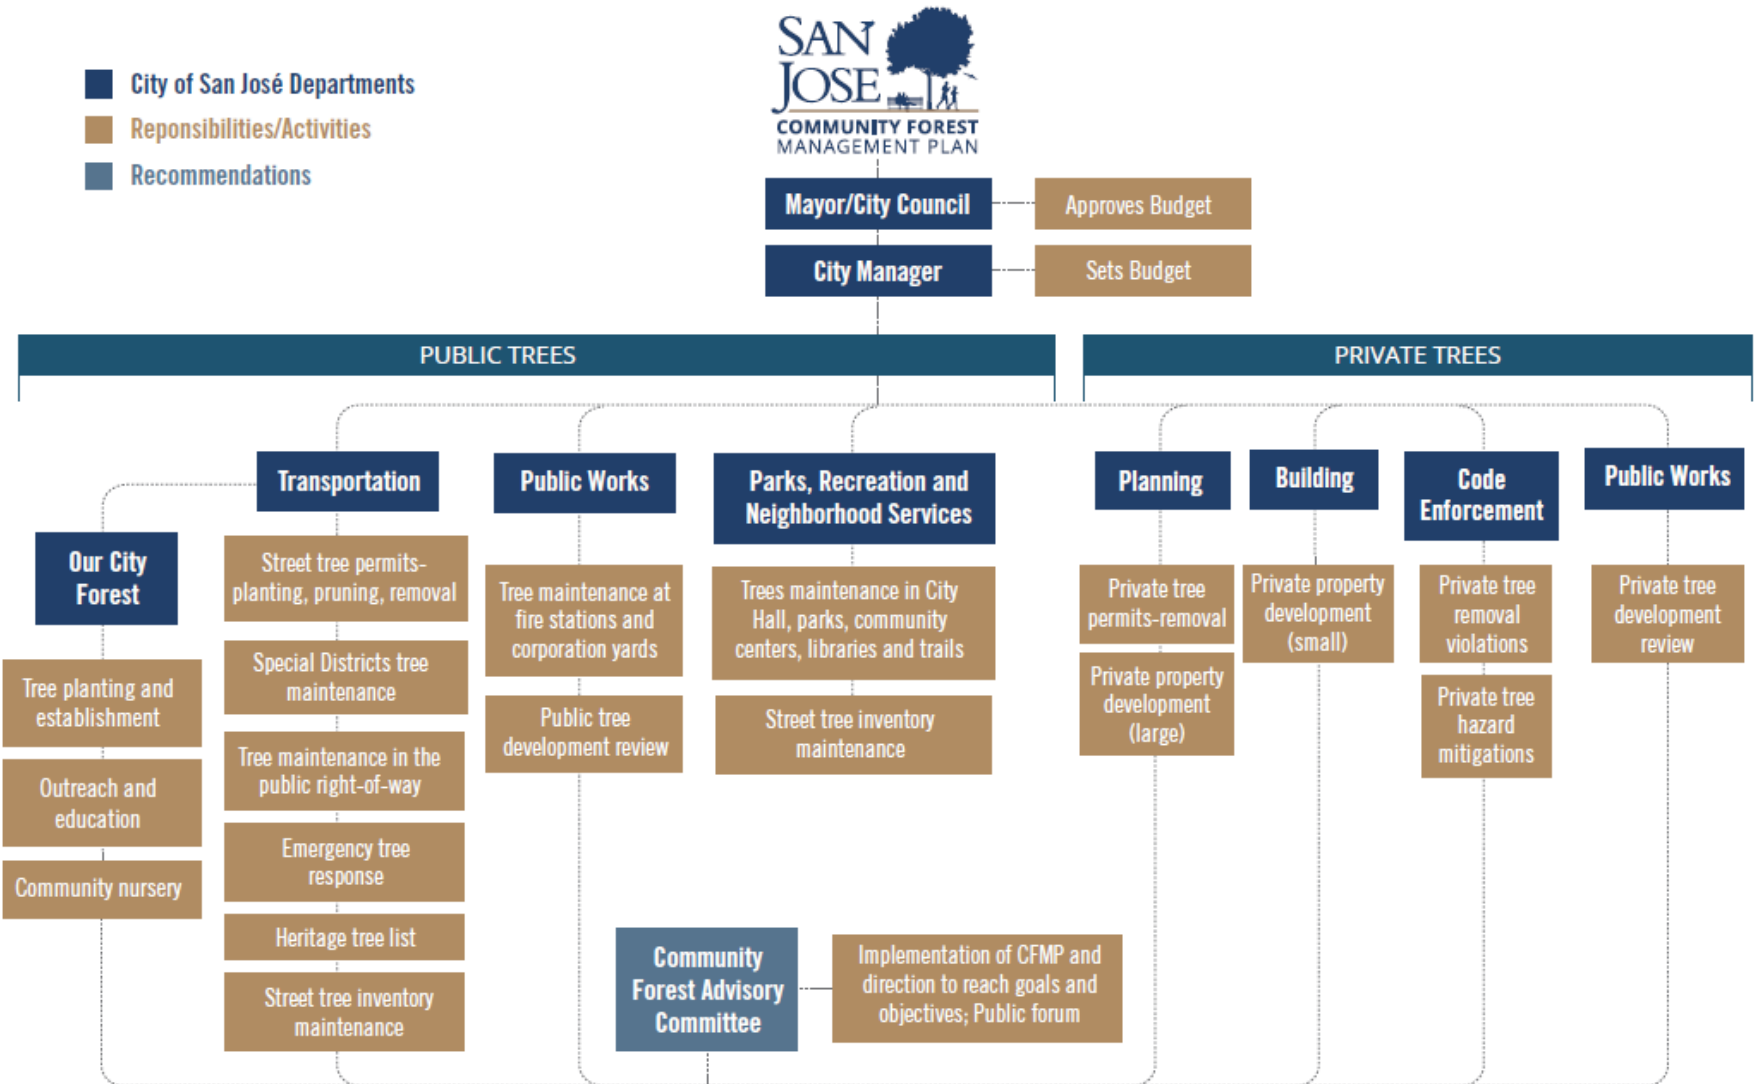 SAN
JOSE
COMMUNITY FOREST
MANAGEMENT PLAN
City of San José Departments
Reponsibilities/Activities
Recommendations
Mayor/City Council
Approves Budget
City Manager
Sets Budget
PUBLIC TREES
PRIVATE TREES
Our City
Forest
Tree planting and
establishment
Outreach and
education
Community nursery
Transportation
Street tree permits-
planting, pruning, removal
Special Districts tree
maintenance
Tree maintenance in the
public right-of-way
Emergency tree
response
Heritage tree list
Street tree inventory
maintenance
Public Works
Tree maintenance at
fire stations and
corporation yards
Public tree
development review
Parks, Recreation and
Neighborhood Services
Trees maintenance in City
Hall, parks, community
centers, libraries and trails
Street tree inventory
maintenance
Planning
Private tree
permits-removal
Private property
development
(large)
Building
Private property
development
(small)
Code
Enforcement
Private tree
removal
violations
Private tree
hazard
mitigations
Public Works
Private tree
development
review
Community
Forest Advisory
Committee
Implementation of CFMP and
direction to reach goals and
objectives; Public forum